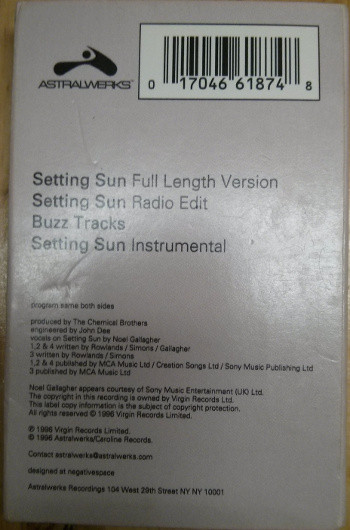 ASTRALWERKS
0 17046 61874 8
Setting Sun Full Length Version
Setting Sun Radio Edit
Buzz Tracks
Setting Sun Instrumental
program same both sides
produced by The Chemical Brothers
engineered by John Dee
vocals on Setting Sun by Noel Gallagher
1,2 & 4 written by Rowlands / Simons / Gallagher
3 written by Rowlands / Simons
1,2 & 4 published by MCA Music Ltd / Creation Songs Ltd / Sony Music Publishing Ltd
3 published by MCA Music Ltd
Noel Gallagher appears courtesy of Sony Music Entertainment (UK) Ltd.
The copyright in this recording is owned by Virgin Records Ltd.
This label copy information is the subject of copyright protection.
All rights reserved © 1996 Virgin Records Ltd.
℗ 1996 Virgin Records Limited.
© 1996 Astralwerks/Caroline Records
Contact astralwerks@astralwerks.com
designed at negativespace
Astralwerks Recordings 104 West 29th Street NY NY 10001